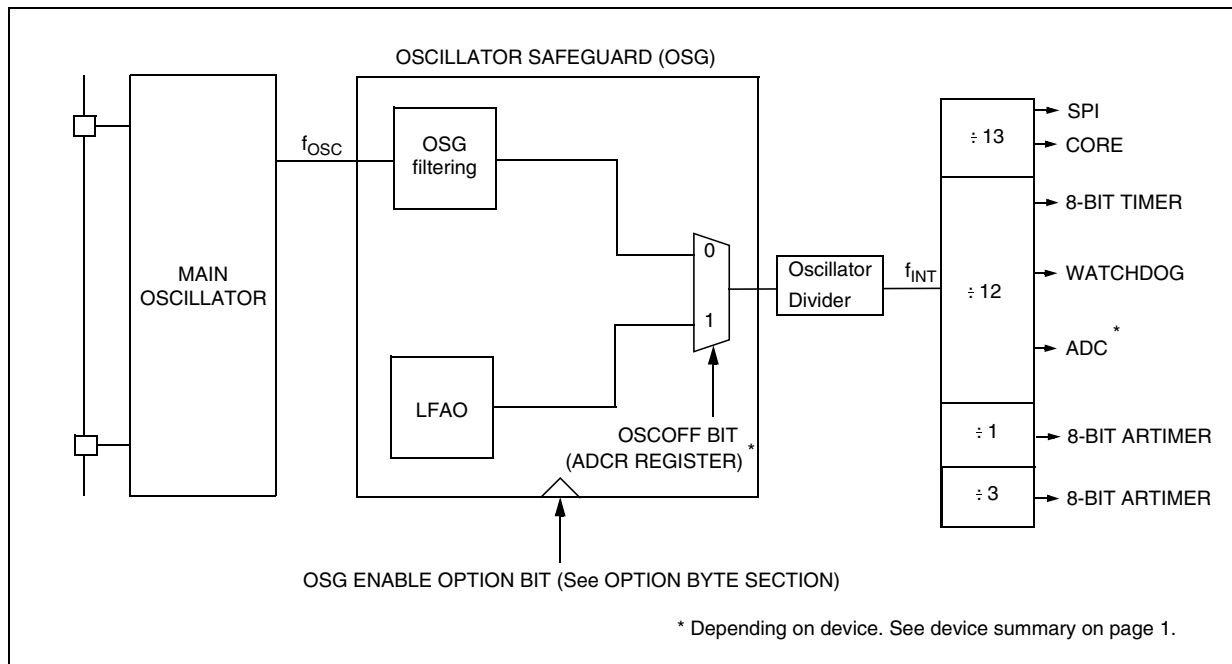 OSCILLATOR SAFEGUARD (OSG)
MAIN
OSCILLATOR
fOSC
OSG
filtering
LFAO
0
1
OSCOFF BIT
(ADCR REGISTER) *
Oscillator
Divider
fINT
÷ 13
÷ 12
÷ 1
÷ 3
SPI
CORE
8-BIT TIMER
WATCHDOG
ADC *
8-BIT ARTIMER
8-BIT ARTIMER
OSG ENABLE OPTION BIT (See OPTION BYTE SECTION)
* Depending on device. See device summary on page 1.